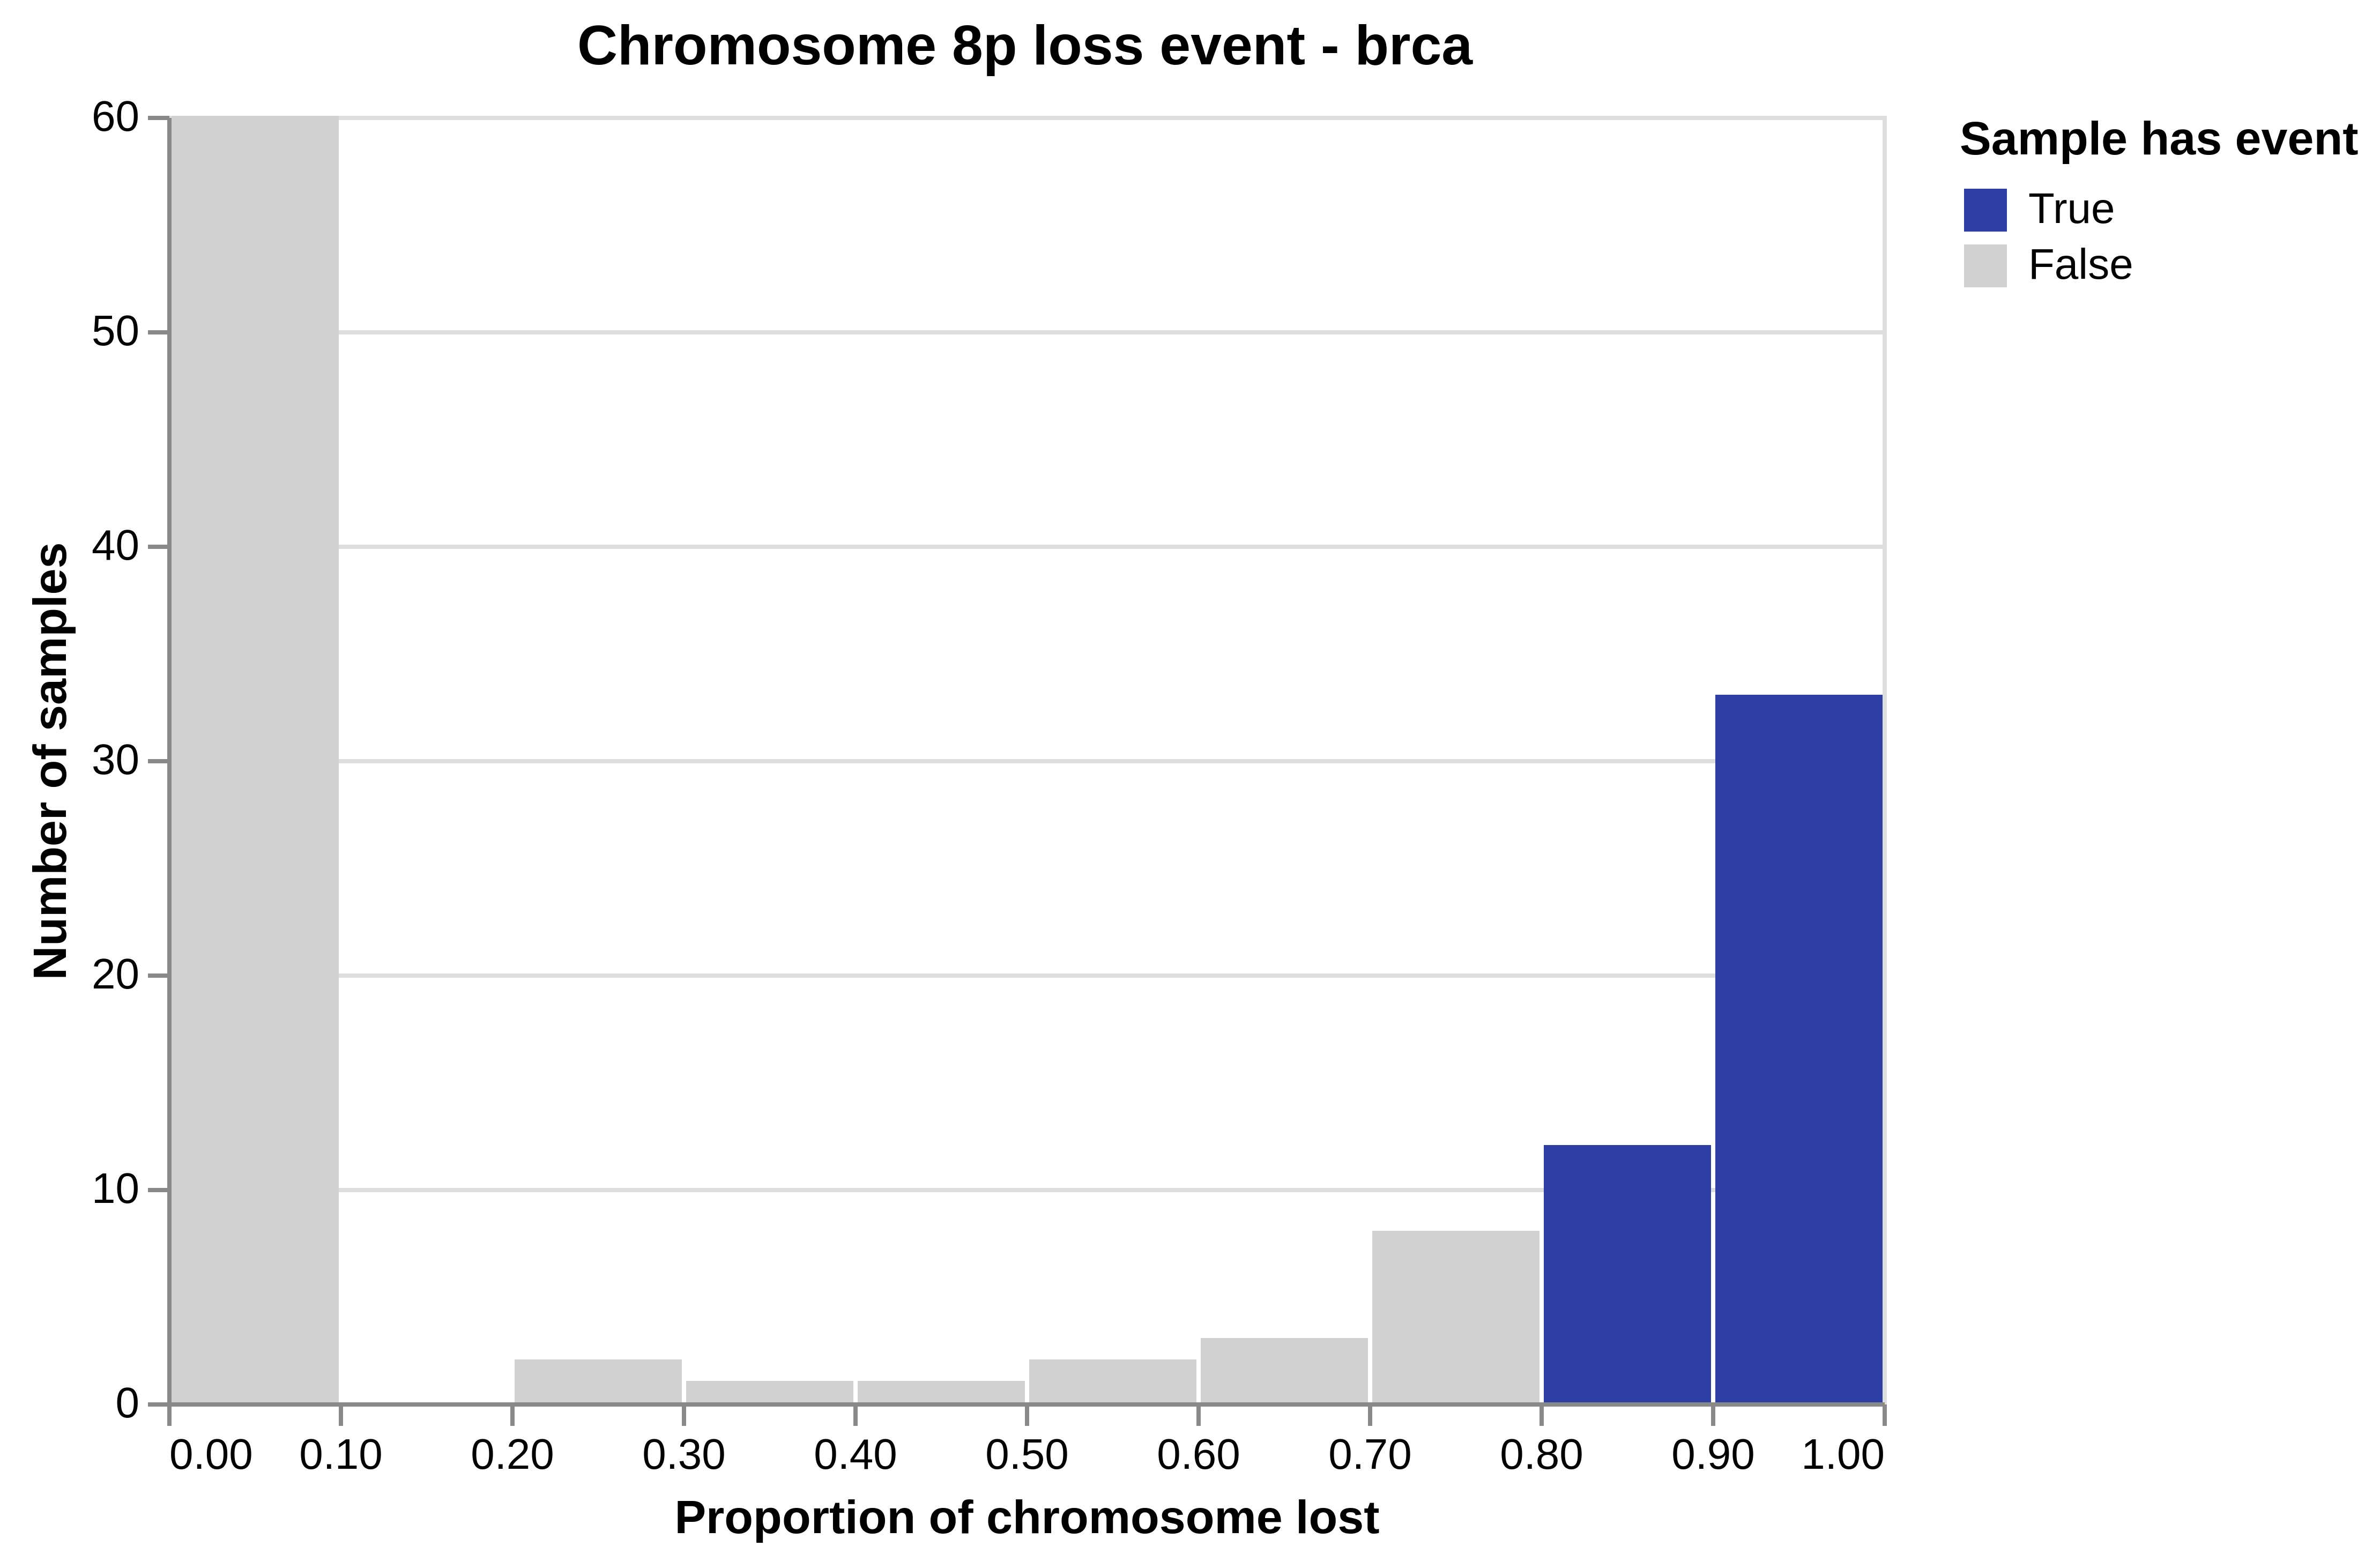 Chromosome 8p loss event - brca
Number of samples
60
50
40
30
20
10
0
0.00 0.10 0.20 0.30 0.40 0.50 0.60 0.70 0.80 0.90 1.00
Proportion of chromosome lost
Sample has event
True
False